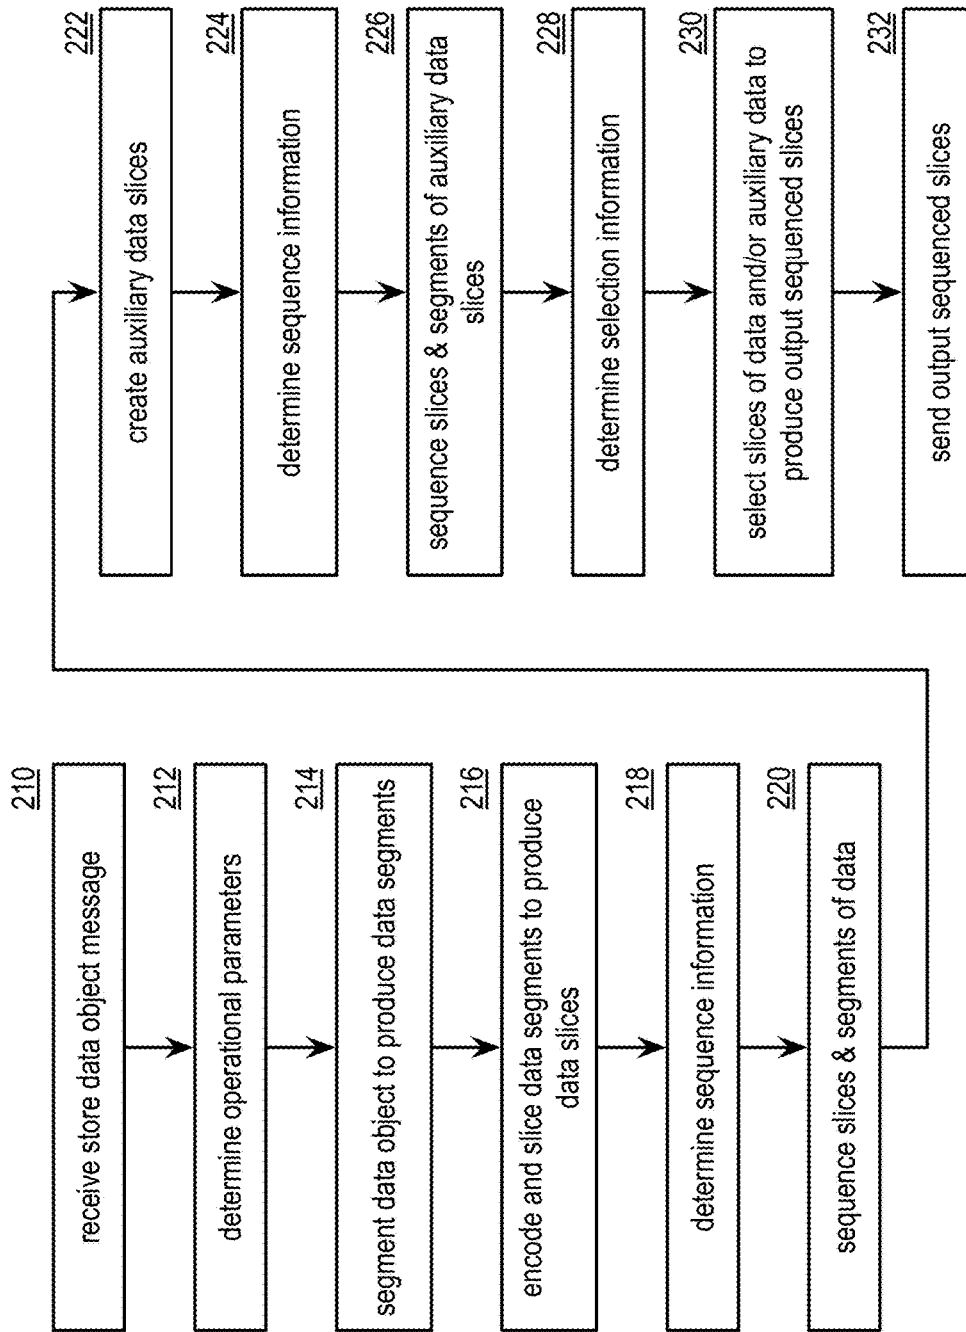 210
receive store data object message
212
determine operational parameters
214
segment data object to produce data segments
216
encode and slice data segments to produce
data slices
218
determine sequence information
220
sequence slices & segments of data
222
create auxiliary data slices
224
determine sequence information
226
sequence slices & segments of auxiliary data
slices
228
determine selection information
230
select slices of data and/or auxiliary data to
produce output sequenced slices
232
send output sequenced slices